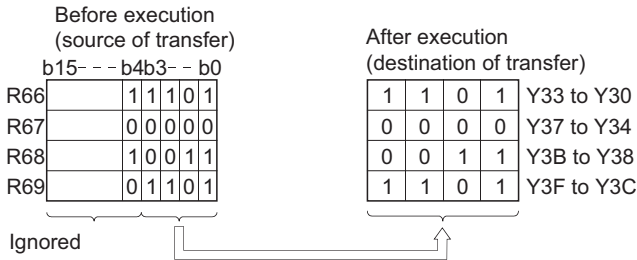 Before execution
(source of transfer)
After execution
(destination of transfer)
b15- - - b4b3- - b0
R66 1 1 1 0 1 1 1 0 1 Y33 to Y30
R67 0 0 0 0 0 0 0 0 0 Y37 to Y34
R68 1 0 0 1 1 0 0 1 1 Y3B to Y38
R69 0 1 1 0 1 1 1 0 1 Y3F to Y3C
Ignored